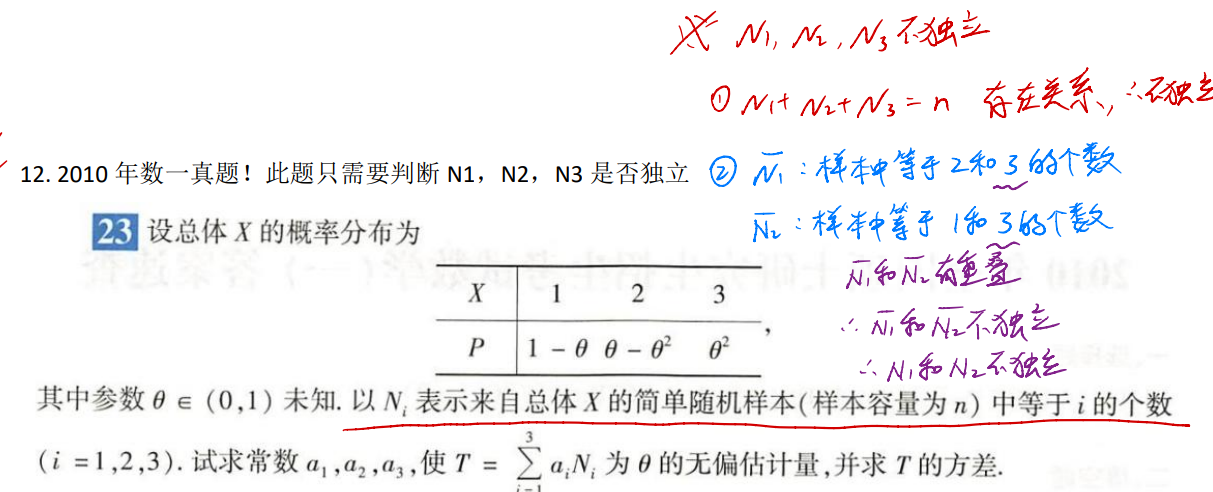 ※ N₁, N₂, N₃ 不独立
① N₁+N₂+N₃=n 存在关系, ∴不独立
12. 2010 年数一真题！此题只需要判断 N1，N2，N3 是否独立
② N̅₁：样本中等于2和3的个数
N̅₂：样本中等于1和3的个数
N̅₁和N̅₂有重叠
∴ N̅₁和N̅₂不独立
∴ N₁和N₂不独立
23 设总体 X 的概率分布为
X 1 2 3
P 1 − θ θ − θ² θ² ,
其中参数 θ ∈ (0,1) 未知. 以 Nᵢ 表示来自总体 X 的简单随机样本(样本容量为 n) 中等于 i 的个数
(i =1,2,3). 试求常数 a₁,a₂,a₃,使 T = ∑³ᵢ₌₁ aᵢNᵢ 为 θ 的无偏估计量,并求 T 的方差.